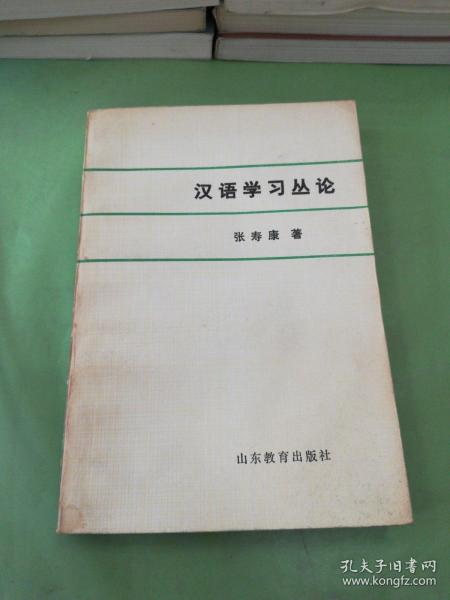 汉语学习丛论
张寿康 著
山东教育出版社
孔夫子旧书网
www.kongfz.com